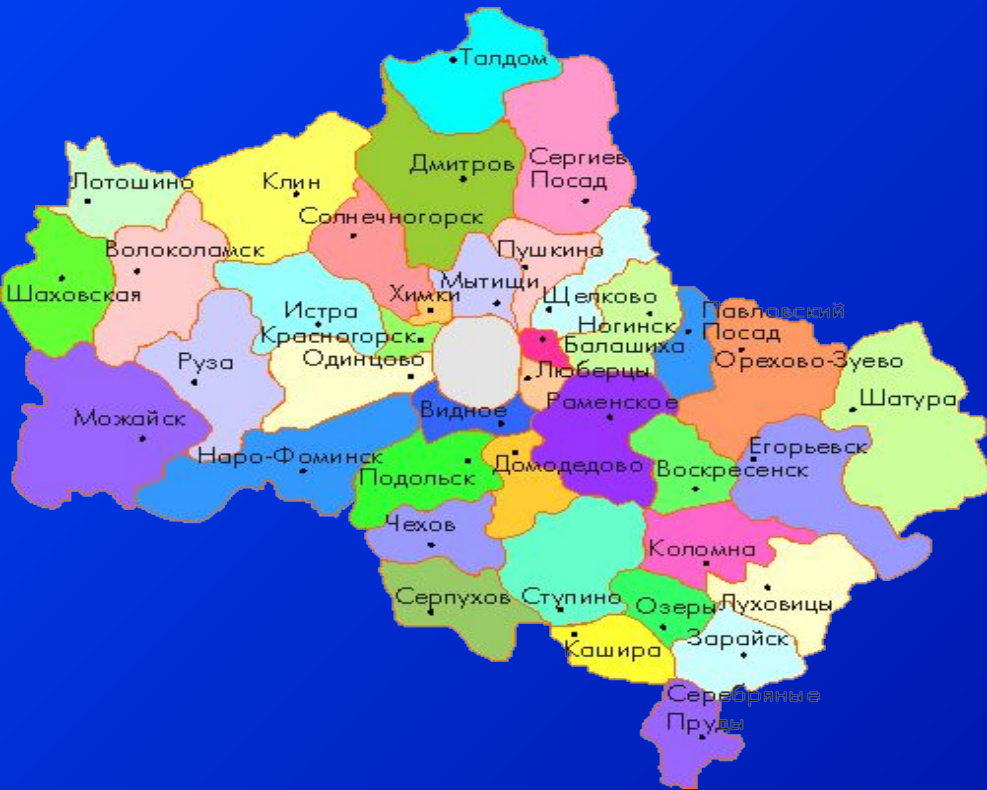 Талдом
Дмитров
Сергиев
Посад
Лотошино
Клин
Солнечногорск
Волоколамск
Пушкино
Мытищи
Шаховская
Химки
Щелково
Истра
Павлавский
Посад
Ногинск
Красногорск
Балашиха
Одинцово
Орехово-Зуево
Руза
Люберцы
Шатура
Раменское
Видное
Можайск
Егорьевск
Наро-Фоминск
Домодедово
Воскресенск
Подольск
Чехов
Коломна
Серпухов
Ступино
Озеры
Луховицы
Зарайск
Кашира
Серебряные
Пруды